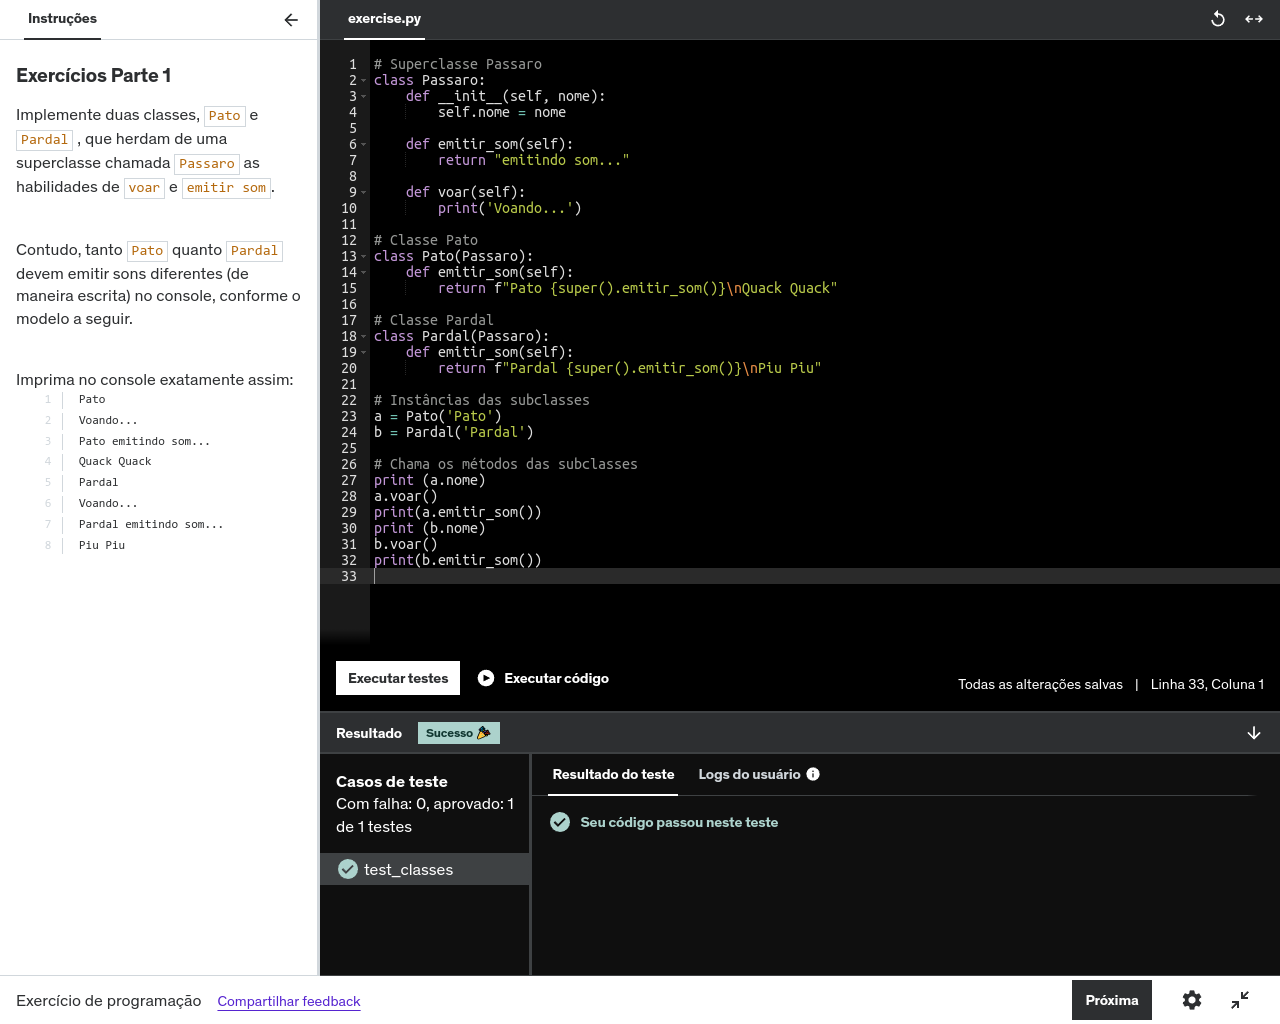 Instruções
Exercícios Parte 1
Implemente duas classes, Pato e
Pardal , que herdam de uma
superclasse chamada Passaro as
habilidades de voar e emitir som.
Contudo, tanto Pato quanto Pardal
devem emitir sons diferentes (de
maneira escrita) no console, conforme o
modelo a seguir.
Imprima no console exatamente assim:
1 Pato
2 Voando...
3 Pato emitindo som...
4 Quack Quack
5 Pardal
6 Voando...
7 Pardal emitindo som...
8 Piu Piu
exercise.py
1 # Superclasse Passaro
2 class Passaro:
3     def __init__(self, nome):
4         self.nome = nome
5
6     def emitir_som(self):
7         return "emitindo som..."
8
9     def voar(self):
10         print('Voando...')
11
12 # Classe Pato
13 class Pato(Passaro):
14     def emitir_som(self):
15         return f"Pato {super().emitir_som()}\nQuack Quack"
16
17 # Classe Pardal
18 class Pardal(Passaro):
19     def emitir_som(self):
20         return f"Pardal {super().emitir_som()}\nPiu Piu"
21
22 # Instâncias das subclasses
23 a = Pato('Pato')
24 b = Pardal('Pardal')
25
26 # Chama os métodos das subclasses
27 print (a.nome)
28 a.voar()
29 print(a.emitir_som())
30 print (b.nome)
31 b.voar()
32 print(b.emitir_som())
33
Executar testes Executar código
Todas as alterações salvas | Linha 33, Coluna 1
Resultado Sucesso
Casos de teste
Com falha: 0, aprovado: 1
de 1 testes
test_classes
Resultado do teste Logs do usuário
Seu código passou neste teste
Exercício de programação Compartilhar feedback
Próxima